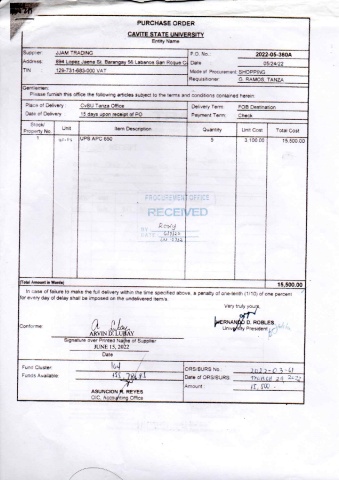 PURCHASE ORDER
CAVITE STATE UNIVERSITY
Entity Name
Supplier: JJAM TRADING P.O. No.: 2022-05-360A
Address: 694 Lopez Jaena St. Barangay 56 Labanos San Roque C Date 05/24/22
TIN 129-731-680-000 VAT Mode of Procurement SHOPPING
Requisitioner: G. RAMOS, TANZA
Gentlemen:
Please furnish this office the following articles subject to the terms and conditions contained herein:
Place of Delivery: CvSU Tanza Office Delivery Term: FOB Destination
Date of Delivery: 15 days upon receipt of PO Payment Term: Check
Stock/ Property No. Unit Item Description Quantity Unit Cost Total Cost
1 UPS APC 650 5 3,100.00 15,500.00
PROCUREMENT OFFICE
RECEIVED
BY
DATE
(Total Amount in Words) 15,500.00
In case of failure to make the full delivery within the time specified above, a penalty of one-tenth (1/10) of one percent
for every day of delay shall be imposed on the undelivered item/s.
Very truly yours,
Conforme: HERNANDO D. ROBLES
University President
ARVIN D. LUBAY
Signature over Printed Name of Supplier
JUNE 15, 2022
Date
Fund Cluster: 164 ORS/BURS No.: 2022-03-61
Funds Available: Date of ORS/BURS: 2022
Amount: 15,500
ASUNCION R. REYES
OIC, Accounting Office